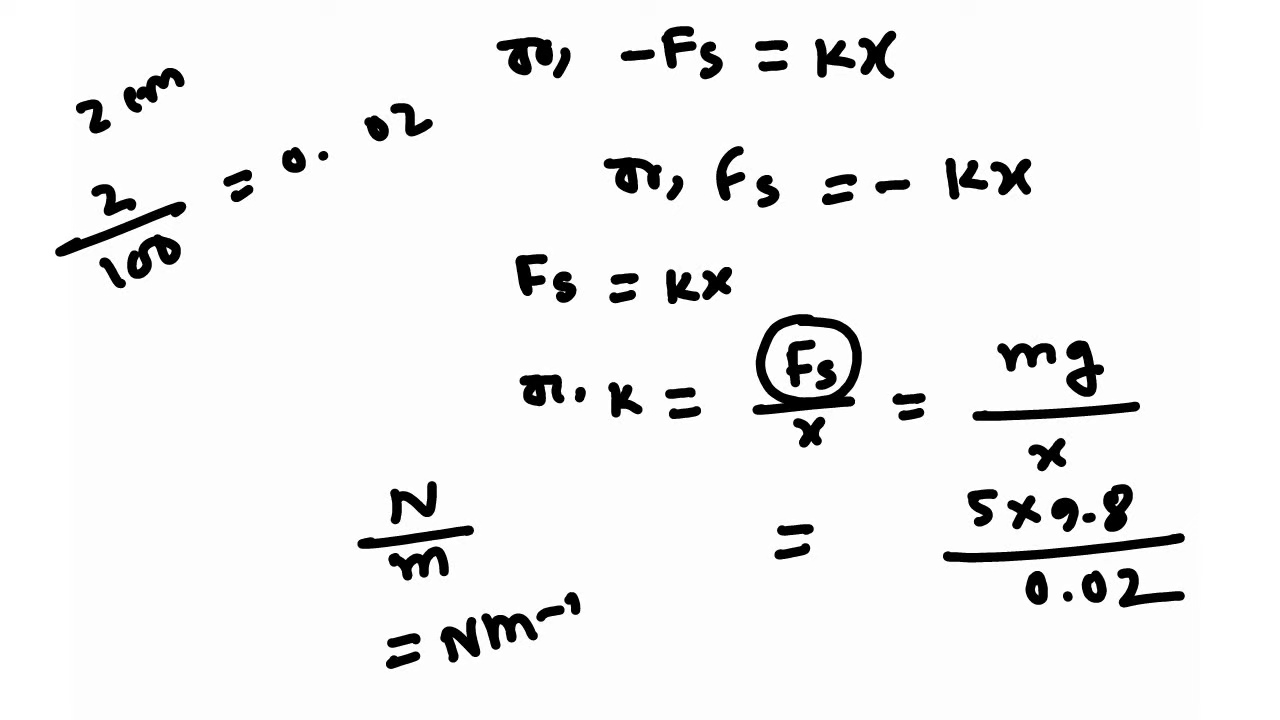 2 cm
2/100 = 0.02
বা, -Fs = kx
বা, Fs = - kx
Fs = kx
বা. k = Fs/x = mg/x
= 5 x 9.8/0.02
N/m
= Nm⁻¹